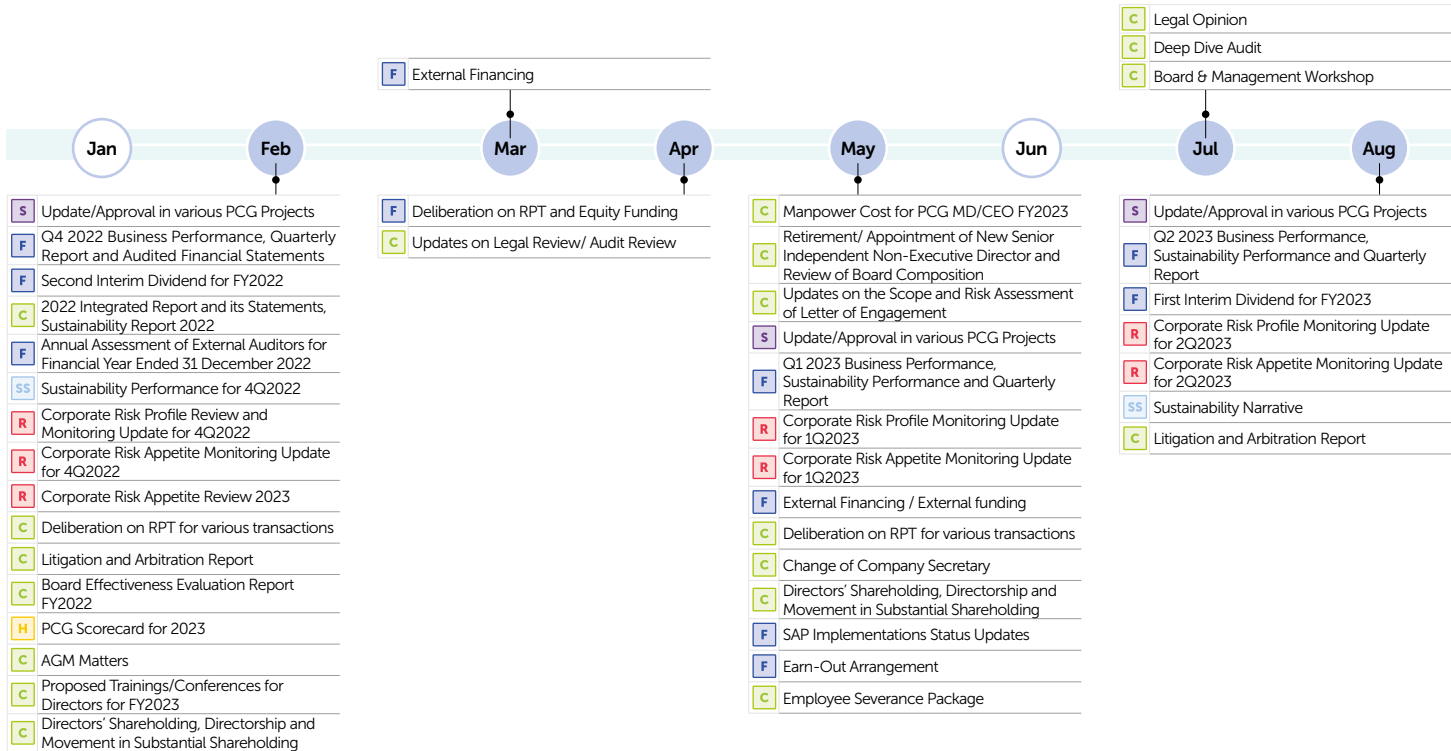 C Legal Opinion
C Deep Dive Audit
C Board & Management Workshop
F External Financing
Jan
Feb
Mar
Apr
May
Jun
Jul
Aug
S Update/Approval in various PCG Projects
F Q4 2022 Business Performance, Quarterly
Report and Audited Financial Statements
F Second Interim Dividend for FY2022
C 2022 Integrated Report and its Statements,
Sustainability Report 2022
F Annual Assessment of External Auditors for
Financial Year Ended 31 December 2022
SS Sustainability Performance for 4Q2022
R Corporate Risk Profile Review and
Monitoring Update for 4Q2022
R Corporate Risk Appetite Monitoring Update
for 4Q2022
R Corporate Risk Appetite Review 2023
C Deliberation on RPT for various transactions
C Litigation and Arbitration Report
C Board Effectiveness Evaluation Report
FY2022
H PCG Scorecard for 2023
C AGM Matters
C Proposed Trainings/Conferences for
Directors for FY2023
C Directors' Shareholding, Directorship and
Movement in Substantial Shareholding
F Deliberation on RPT and Equity Funding
C Updates on Legal Review/ Audit Review
C Manpower Cost for PCG MD/CEO FY2023
C Retirement/ Appointment of New Senior
Independent Non-Executive Director and
Review of Board Composition
C Updates on the Scope and Risk Assessment
of Letter of Engagement
S Update/Approval in various PCG Projects
F Q1 2023 Business Performance,
Sustainability Performance and Quarterly
Report
R Corporate Risk Profile Monitoring Update
for 1Q2023
R Corporate Risk Appetite Monitoring Update
for 1Q2023
F External Financing / External funding
C Deliberation on RPT for various transactions
C Change of Company Secretary
C Directors' Shareholding, Directorship and
Movement in Substantial Shareholding
F SAP Implementations Status Updates
F Earn-Out Arrangement
C Employee Severance Package
S Update/Approval in various PCG Projects
F Q2 2023 Business Performance,
Sustainability Performance and Quarterly
Report
F First Interim Dividend for FY2023
R Corporate Risk Profile Monitoring Update
for 2Q2023
R Corporate Risk Appetite Monitoring Update
for 2Q2023
SS Sustainability Narrative
C Litigation and Arbitration Report